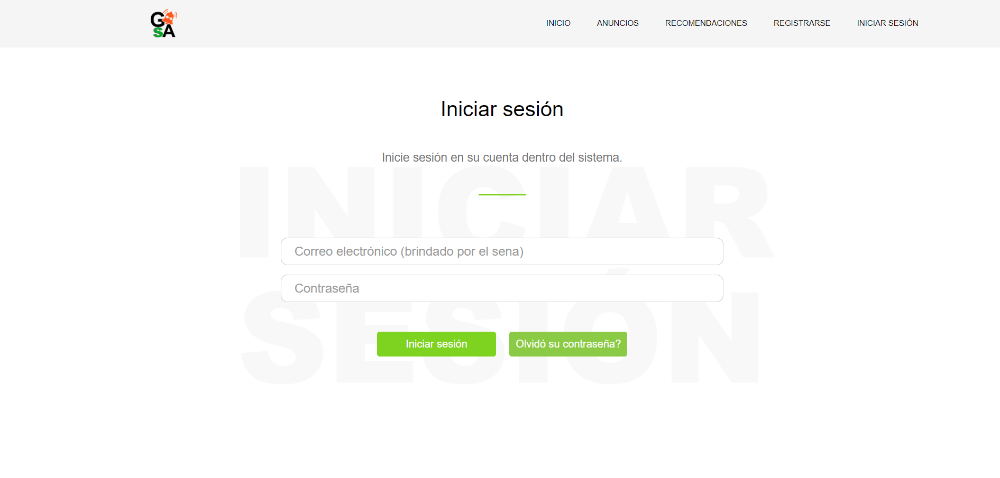 G
SA
INICIO ANUNCIOS RECOMENDACIONES REGISTRARSE INICIAR SESIÓN
Iniciar sesión
Inicie sesión en su cuenta dentro del sistema.
INICIAR
Correo electrónico (brindado por el sena)
Contraseña
SESIÓN
Iniciar sesión Olvidó su contraseña?